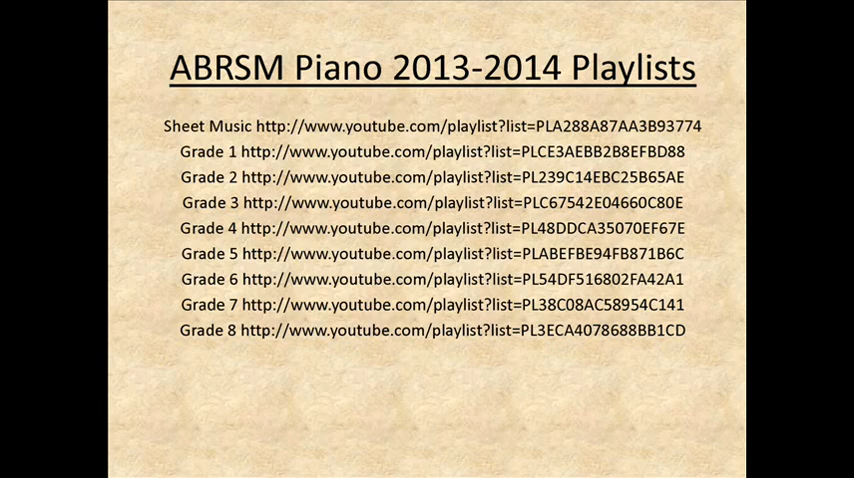 ABRSM Piano 2013-2014 Playlists
Sheet Music http://www.youtube.com/playlist?list=PLA288A87AA3B93774
Grade 1 http://www.youtube.com/playlist?list=PLCE3AEBB2B8EFBD88
Grade 2 http://www.youtube.com/playlist?list=PL239C14EBC25B65AE
Grade 3 http://www.youtube.com/playlist?list=PLC67542E04660C80E
Grade 4 http://www.youtube.com/playlist?list=PL48DDCA35070EF67E
Grade 5 http://www.youtube.com/playlist?list=PLABEFBE94FB871B6C
Grade 6 http://www.youtube.com/playlist?list=PL54DF516802FA42A1
Grade 7 http://www.youtube.com/playlist?list=PL38C08AC58954C141
Grade 8 http://www.youtube.com/playlist?list=PL3ECA4078688BB1CD